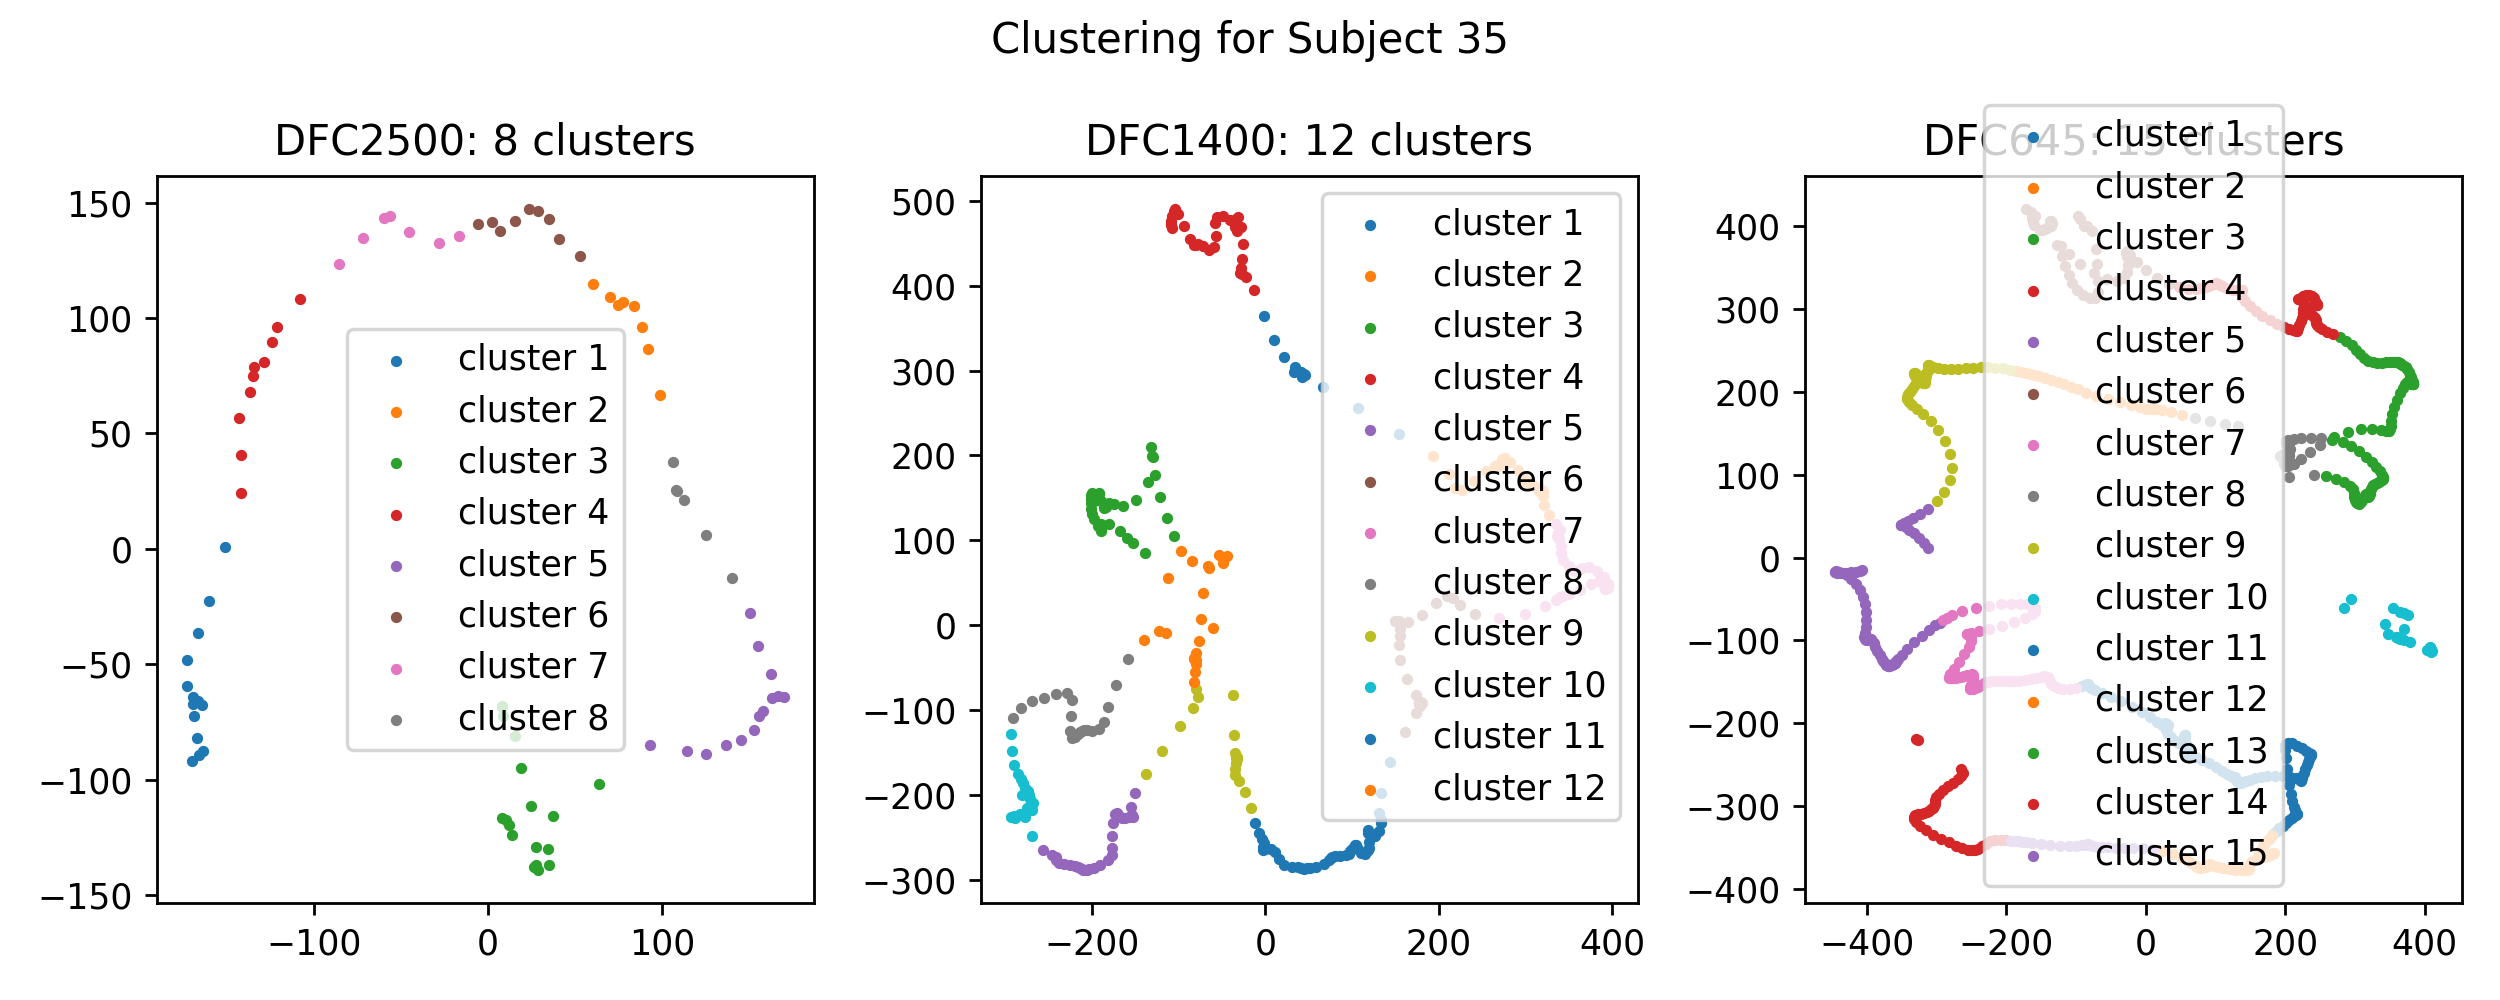 Clustering for Subject 35
DFC2500: 8 clusters
150
100
50
0
−50
−100
−150
−100
0
100
cluster 1
cluster 2
cluster 3
cluster 4
cluster 5
cluster 6
cluster 7
cluster 8
DFC1400: 12 clusters
500
400
300
200
100
0
−100
−200
−300
−200
0
200
400
cluster 1
cluster 2
cluster 3
cluster 4
cluster 5
cluster 6
cluster 7
cluster 8
cluster 9
cluster 10
cluster 11
cluster 12
DFC645: 15 clusters
400
300
200
100
0
−100
−200
−300
−400
−400
−200
0
200
400
cluster 1
cluster 2
cluster 3
cluster 4
cluster 5
cluster 6
cluster 7
cluster 8
cluster 9
cluster 10
cluster 11
cluster 12
cluster 13
cluster 14
cluster 15